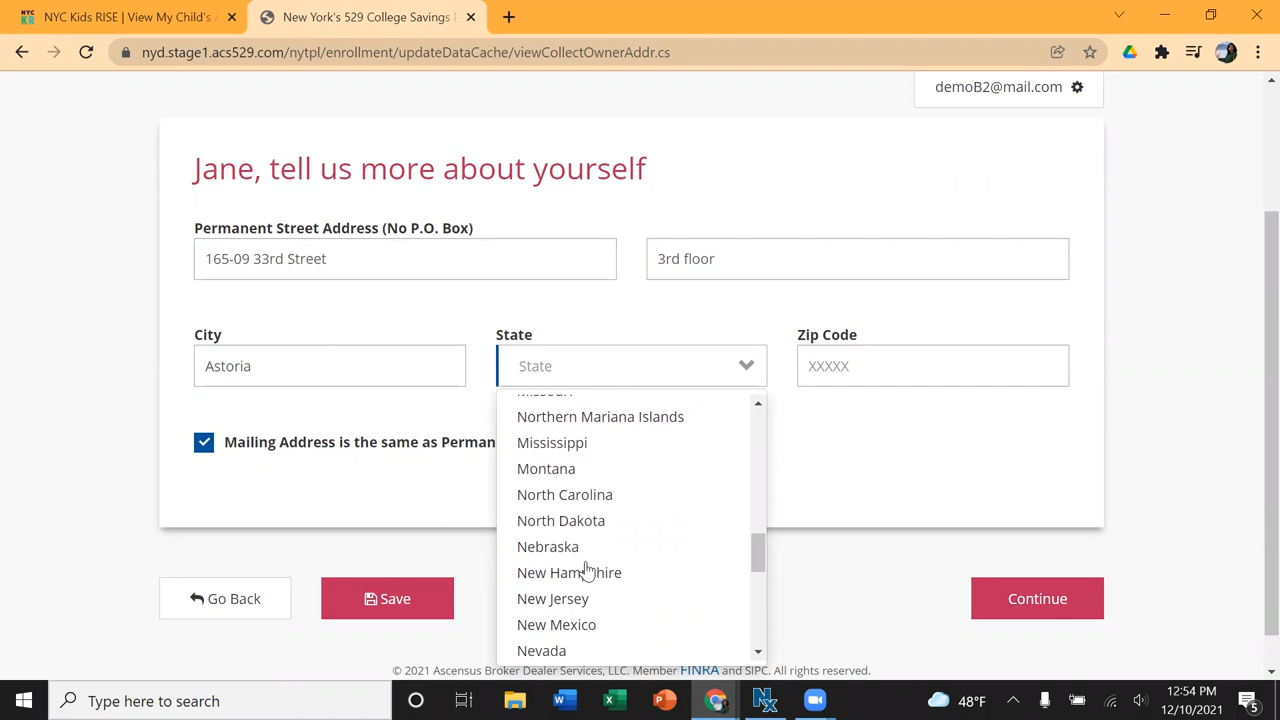 NYC Kids RISE | View My Child's
New York's 529 College Savings
nyd.stage1.acs529.com/nytpl/enrollment/updateDataCache/viewCollectOwnerAddr.cs
demoB2@mail.com
Jane, tell us more about yourself
Permanent Street Address (No P.O. Box)
165-09 33rd Street
3rd floor
City
State
Zip Code
Astoria
State
XXXXX
Mailing Address is the same as Perman
Missouri
Northern Mariana Islands
Mississippi
Montana
North Carolina
North Dakota
Nebraska
New Hampshire
New Jersey
New Mexico
Nevada
Go Back
Save
Continue
© 2021 Ascensus Broker Dealer Services, LLC. Member FINRA and SIPC. All rights reserved.
Type here to search
48°F
12:54 PM
12/10/2021
5